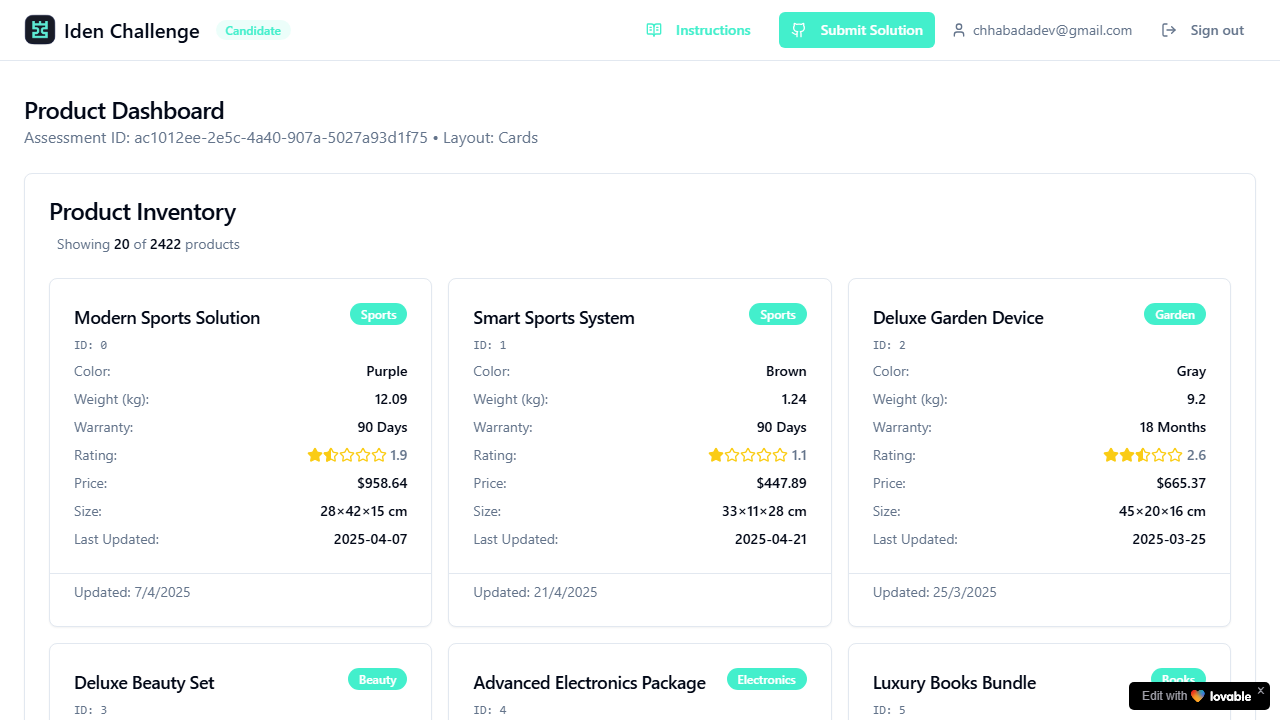 Iden Challenge Candidate Instructions Submit Solution chhabadadev@gmail.com Sign out
Product Dashboard
Assessment ID: ac1012ee-2e5c-4a40-907a-5027a93d1f75 • Layout: Cards
Product Inventory
Showing 20 of 2422 products
Modern Sports Solution Sports
ID: 0
Color: Purple
Weight (kg): 12.09
Warranty: 90 Days
Rating: 1.9
Price: $958.64
Size: 28×42×15 cm
Last Updated: 2025-04-07
Updated: 7/4/2025
Smart Sports System Sports
ID: 1
Color: Brown
Weight (kg): 1.24
Warranty: 90 Days
Rating: 1.1
Price: $447.89
Size: 33×11×28 cm
Last Updated: 2025-04-21
Updated: 21/4/2025
Deluxe Garden Device Garden
ID: 2
Color: Gray
Weight (kg): 9.2
Warranty: 18 Months
Rating: 2.6
Price: $665.37
Size: 45×20×16 cm
Last Updated: 2025-03-25
Updated: 25/3/2025
Deluxe Beauty Set Beauty
ID: 3
Advanced Electronics Package Electronics
ID: 4
Luxury Books Bundle Books
ID: 5
Edit with lovable x